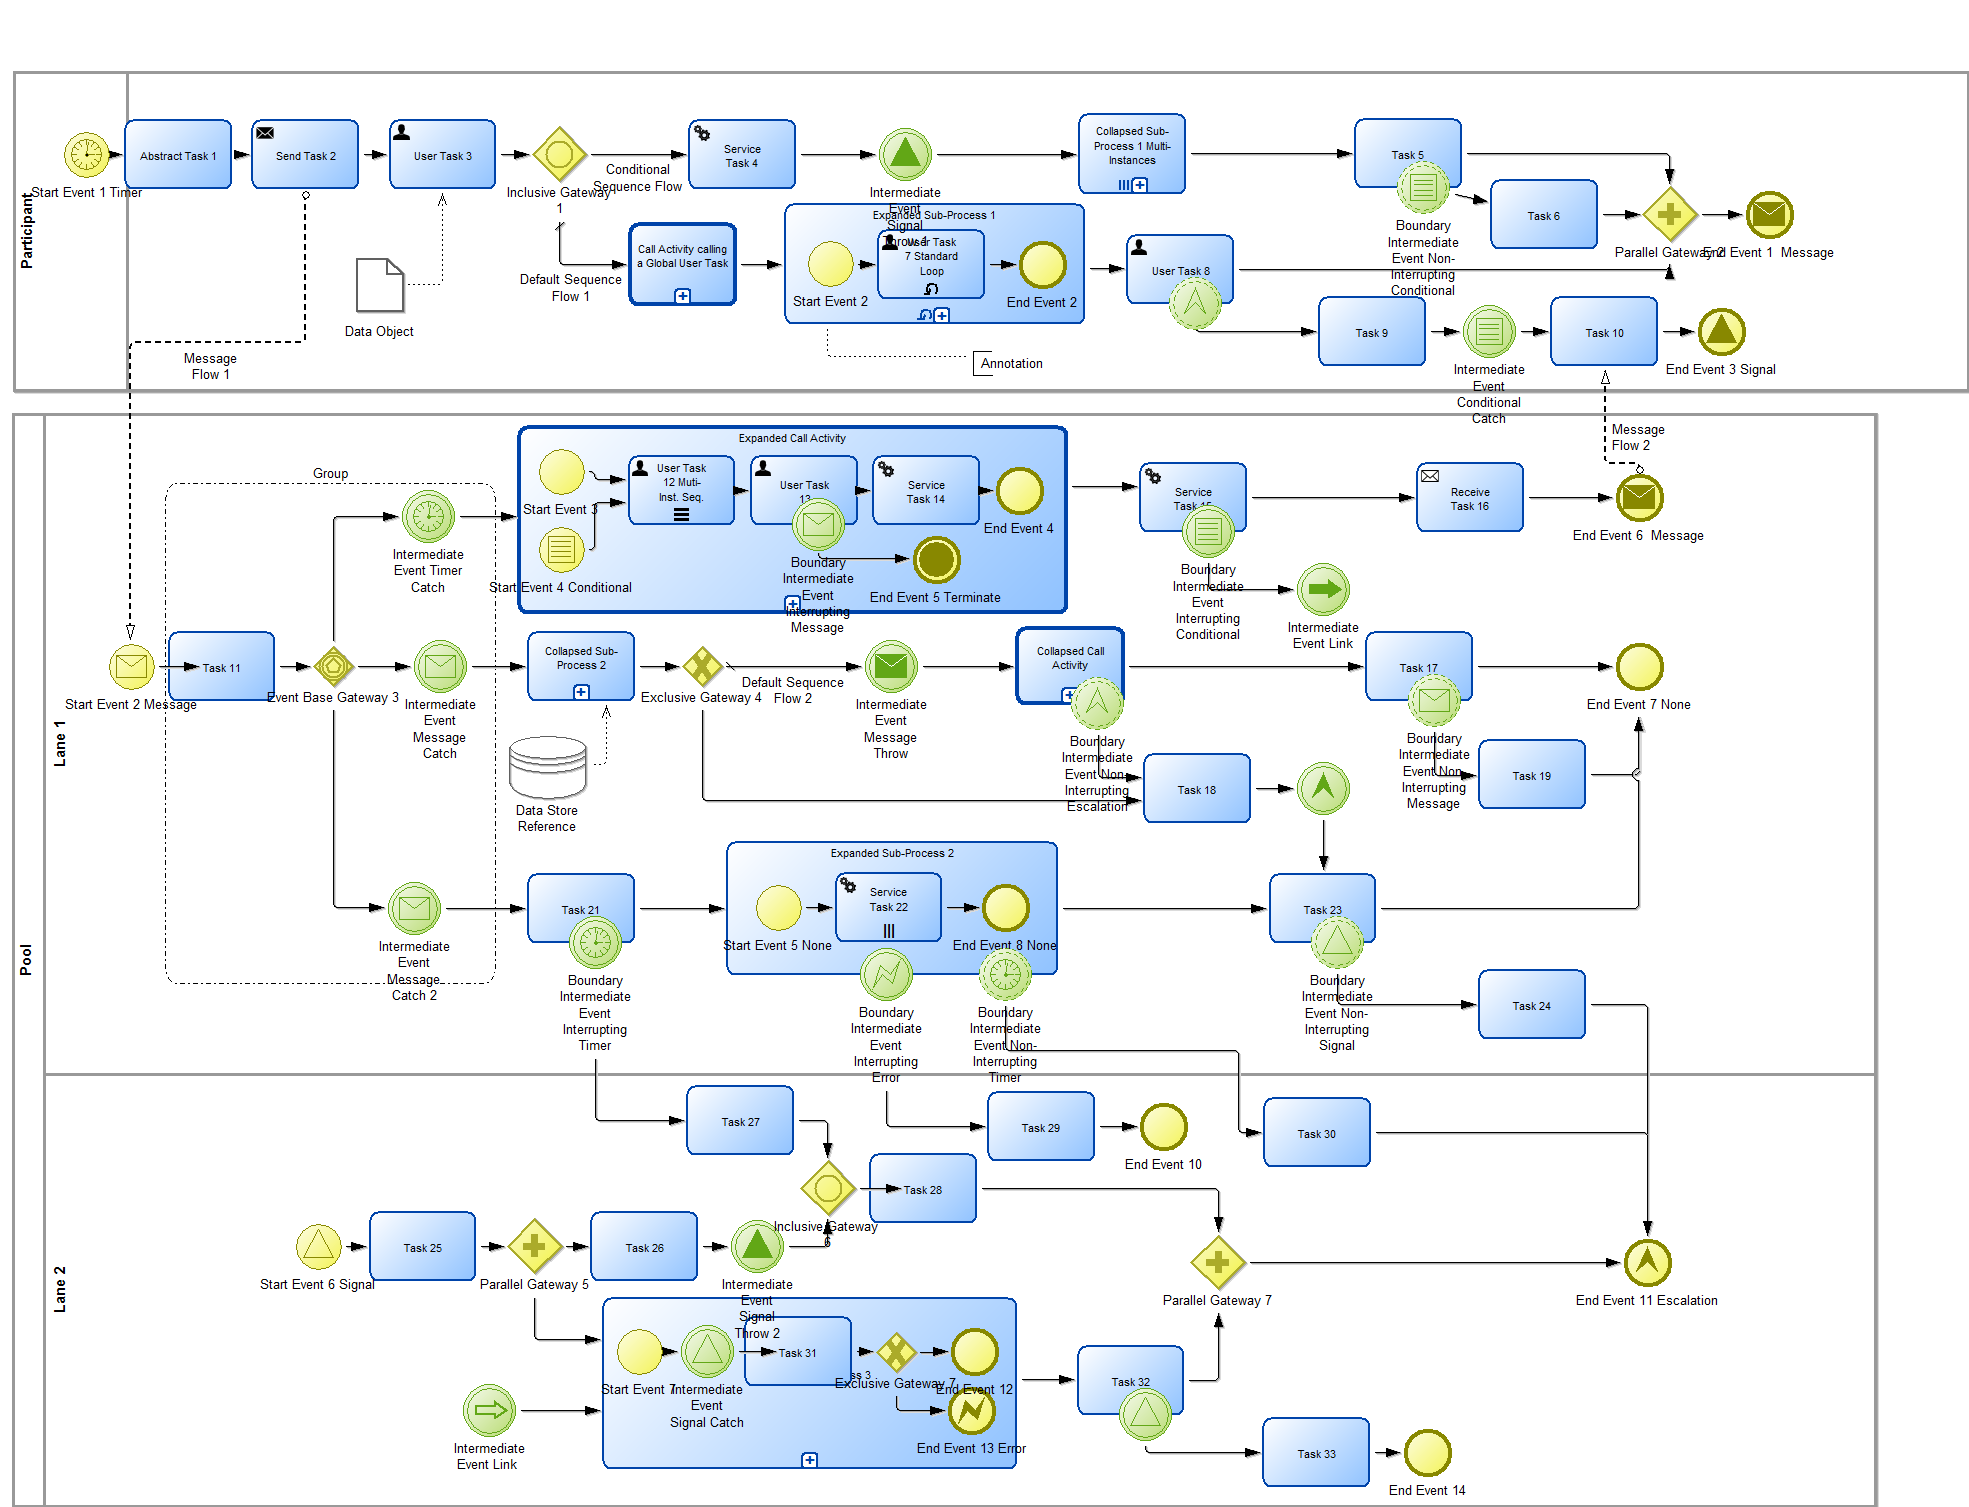 Participant
Start Event 1 Timer
Abstract Task 1
Send Task 2
User Task 3
Inclusive Gateway
1
Conditional
Sequence Flow
Service
Task 4
Intermediate
Event
Signal
Throw 1
Collapsed Sub-
Process 1 Multi-
Instances
Task 5
Boundary
Intermediate
Event Non-
Interrupting
Conditional
Task 6
Parallel Gateway 2
End Event 1  Message
Default Sequence
Flow 1
Call Activity calling
a Global User Task
Expanded Sub-Process 1
Start Event 2
User Task
7 Standard
Loop
End Event 2
User Task 8
Task 9
Intermediate
Event
Conditional
Catch
Task 10
End Event 3 Signal
Data Object
Annotation
Message
Flow 1
Message
Flow 2
Pool
Lane 1
Group
Start Event 2 Message
Task 11
Event Base Gateway 3
Intermediate
Event Timer
Catch
Intermediate
Event
Message
Catch
Intermediate
Event
Message
Catch 2
Expanded Call Activity
Start Event 3
Start Event 4 Conditional
User Task
12 Muti-
Inst. Seq.
User Task
13
Boundary
Intermediate
Event
Interrupting
Message
Service
Task 14
End Event 4
End Event 5 Terminate
Service
Task 15
Boundary
Intermediate
Event
Interrupting
Conditional
Intermediate
Event Link
Receive
Task 16
End Event 6  Message
Collapsed Sub-
Process 2
Data Store
Reference
Exclusive Gateway 4
Default Sequence
Flow 2
Intermediate
Event
Message
Throw
Collapsed Call
Activity
Boundary
Intermediate
Event Non-
Interrupting
Escalation
Task 17
Boundary
Intermediate
Event Non-
Interrupting
Message
End Event 7 None
Task 18
Task 19
Task 21
Boundary
Intermediate
Event
Interrupting
Timer
Expanded Sub-Process 2
Start Event 5 None
Service
Task 22
End Event 8 None
Boundary
Intermediate
Event
Interrupting
Error
Boundary
Intermediate
Event Non-
Interrupting
Timer
Task 23
Boundary
Intermediate
Event Non-
Interrupting
Signal
Task 24
Lane 2
Task 27
Task 29
End Event 10
Task 30
Inclusive Gateway
6
Task 28
Start Event 6 Signal
Task 25
Parallel Gateway 5
Task 26
Intermediate
Event
Signal
Throw 2
Parallel Gateway 7
End Event 11 Escalation
Start Event 7
Intermediate
Event
Signal Catch
Task 31
ss 3
Exclusive Gateway 7
End Event 12
End Event 13 Error
Intermediate
Event Link
Task 32
Task 33
End Event 14